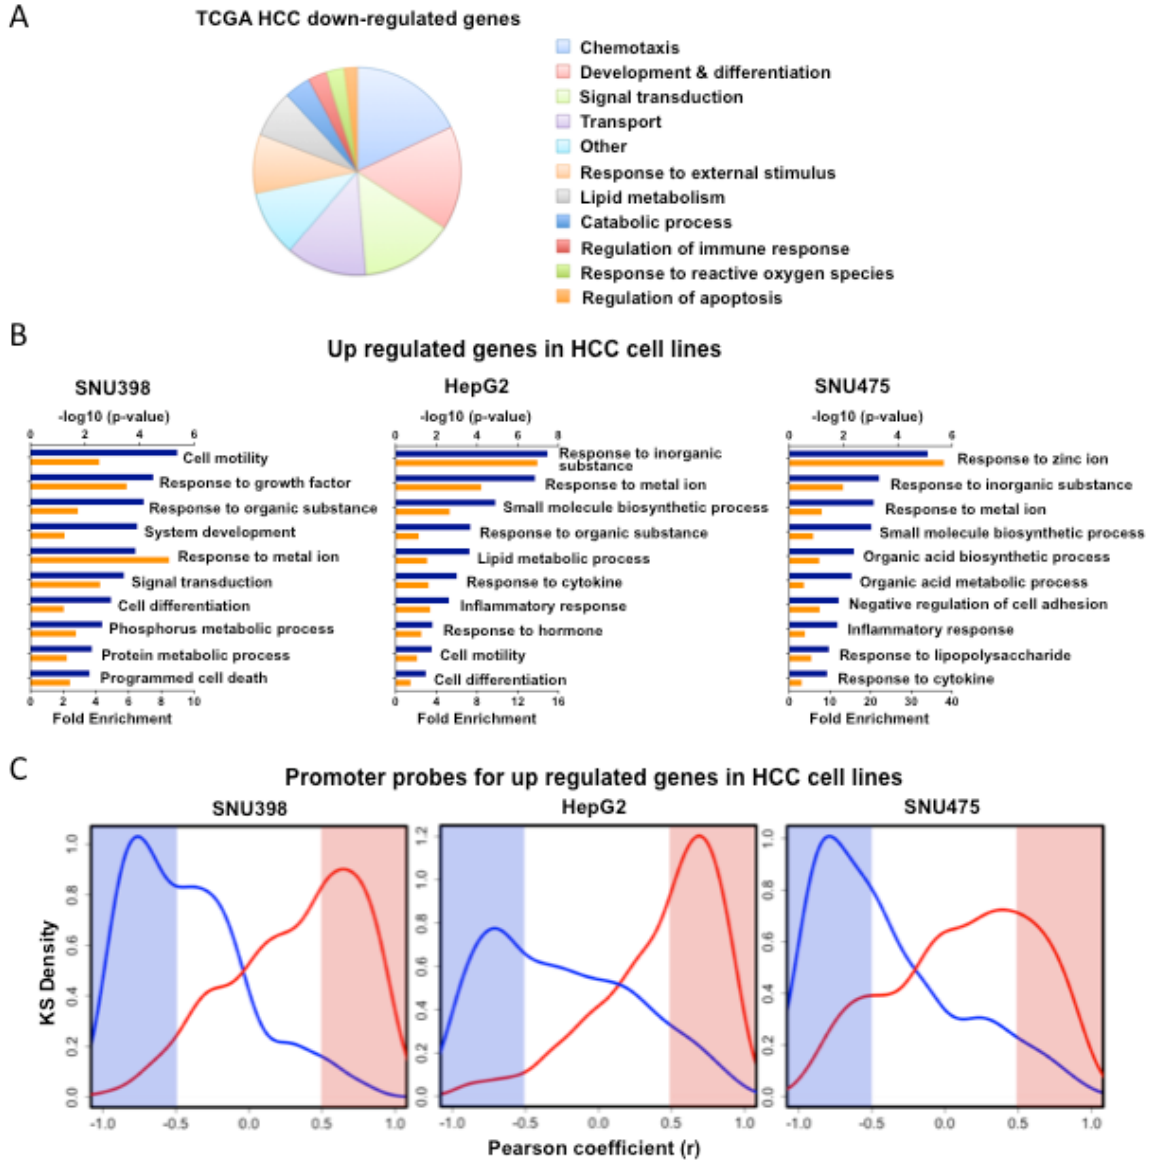 A
TCGA HCC down-regulated genes
Chemotaxis
Development & differentiation
Signal transduction
Transport
Other
Response to external stimulus
Lipid metabolism
Catabolic process
Regulation of immune response
Response to reactive oxygen species
Regulation of apoptosis
B
Up regulated genes in HCC cell lines
SNU398
-log10 (p-value)
0 2 4 6
Cell motility
Response to growth factor
Response to organic substance
System development
Response to metal ion
Signal transduction
Cell differentiation
Phosphorus metabolic process
Protein metabolic process
Programmed cell death
0 2 4 6 8 10
Fold Enrichment
HepG2
-log10 (p-value)
0 2 4 6 8
Response to inorganic
substance
Response to metal ion
Small molecule biosynthetic process
Response to organic substance
Lipid metabolic process
Response to cytokine
Inflammatory response
Response to hormone
Cell motility
Cell differentiation
0 4 8 12 16
Fold Enrichment
SNU475
-log10 (p-value)
0 2 4 6
Response to zinc ion
Response to inorganic substance
Response to metal ion
Small molecule biosynthetic process
Organic acid biosynthetic process
Organic acid metabolic process
Negative regulation of cell adhesion
Inflammatory response
Response to lipopolysaccharide
Response to cytokine
0 10 20 30 40
Fold Enrichment
C
Promoter probes for up regulated genes in HCC cell lines
SNU398
HepG2
SNU475
KS Density
1.0
0.8
0.6
0.4
0.2
0.0
-1.0 -0.5 0.0 0.5 1.0
1.2
1.0
0.8
0.6
0.4
0.2
0.0
-1.0 -0.5 0.0 0.5 1.0
1.0
0.8
0.6
0.4
0.2
0.0
-1.0 -0.5 0.0 0.5 1.0
Pearson coefficient (r)